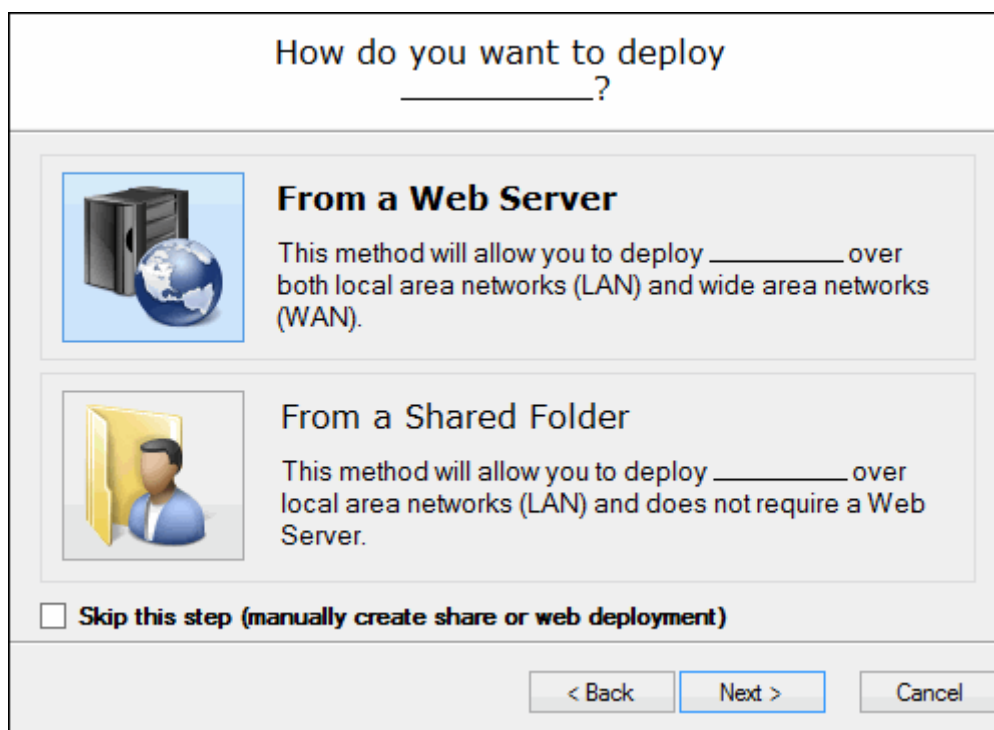 How do you want to deploy
__________?
From a Web Server
This method will allow you to deploy __________ over
both local area networks (LAN) and wide area networks
(WAN).
From a Shared Folder
This method will allow you to deploy __________ over
local area networks (LAN) and does not require a Web
Server.
Skip this step (manually create share or web deployment)
< Back Next > Cancel